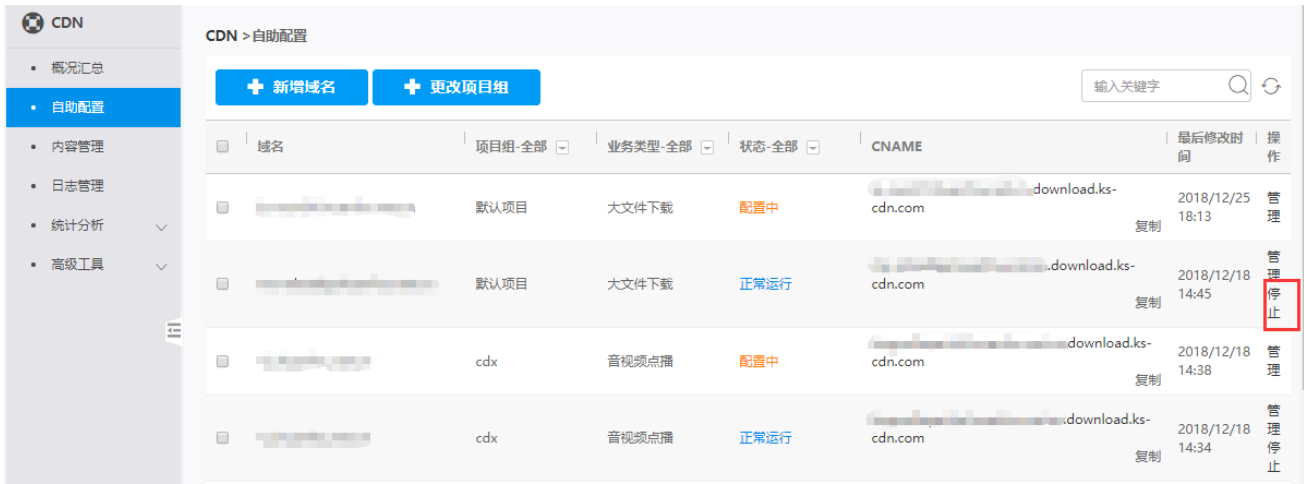 CDN
概况汇总
自助配置
内容管理
日志管理
统计分析
高级工具
CDN >自助配置
新增域名
更改项目组
输入关键字
域名
项目组-全部
业务类型-全部
状态-全部
CNAME
最后修改时
间
操
作
默认项目
大文件下载
配置中
download.ks-
cdn.com
复制
2018/12/25
18:13
管
理
默认项目
大文件下载
正常运行
.download.ks-
cdn.com
复制
2018/12/18
14:45
管
理
停
止
cdx
音视频点播
配置中
download.ks-
cdn.com
复制
2018/12/18
14:38
管
理
cdx
音视频点播
正常运行
.download.ks-
cdn.com
复制
2018/12/18
14:34
管
理
停
止